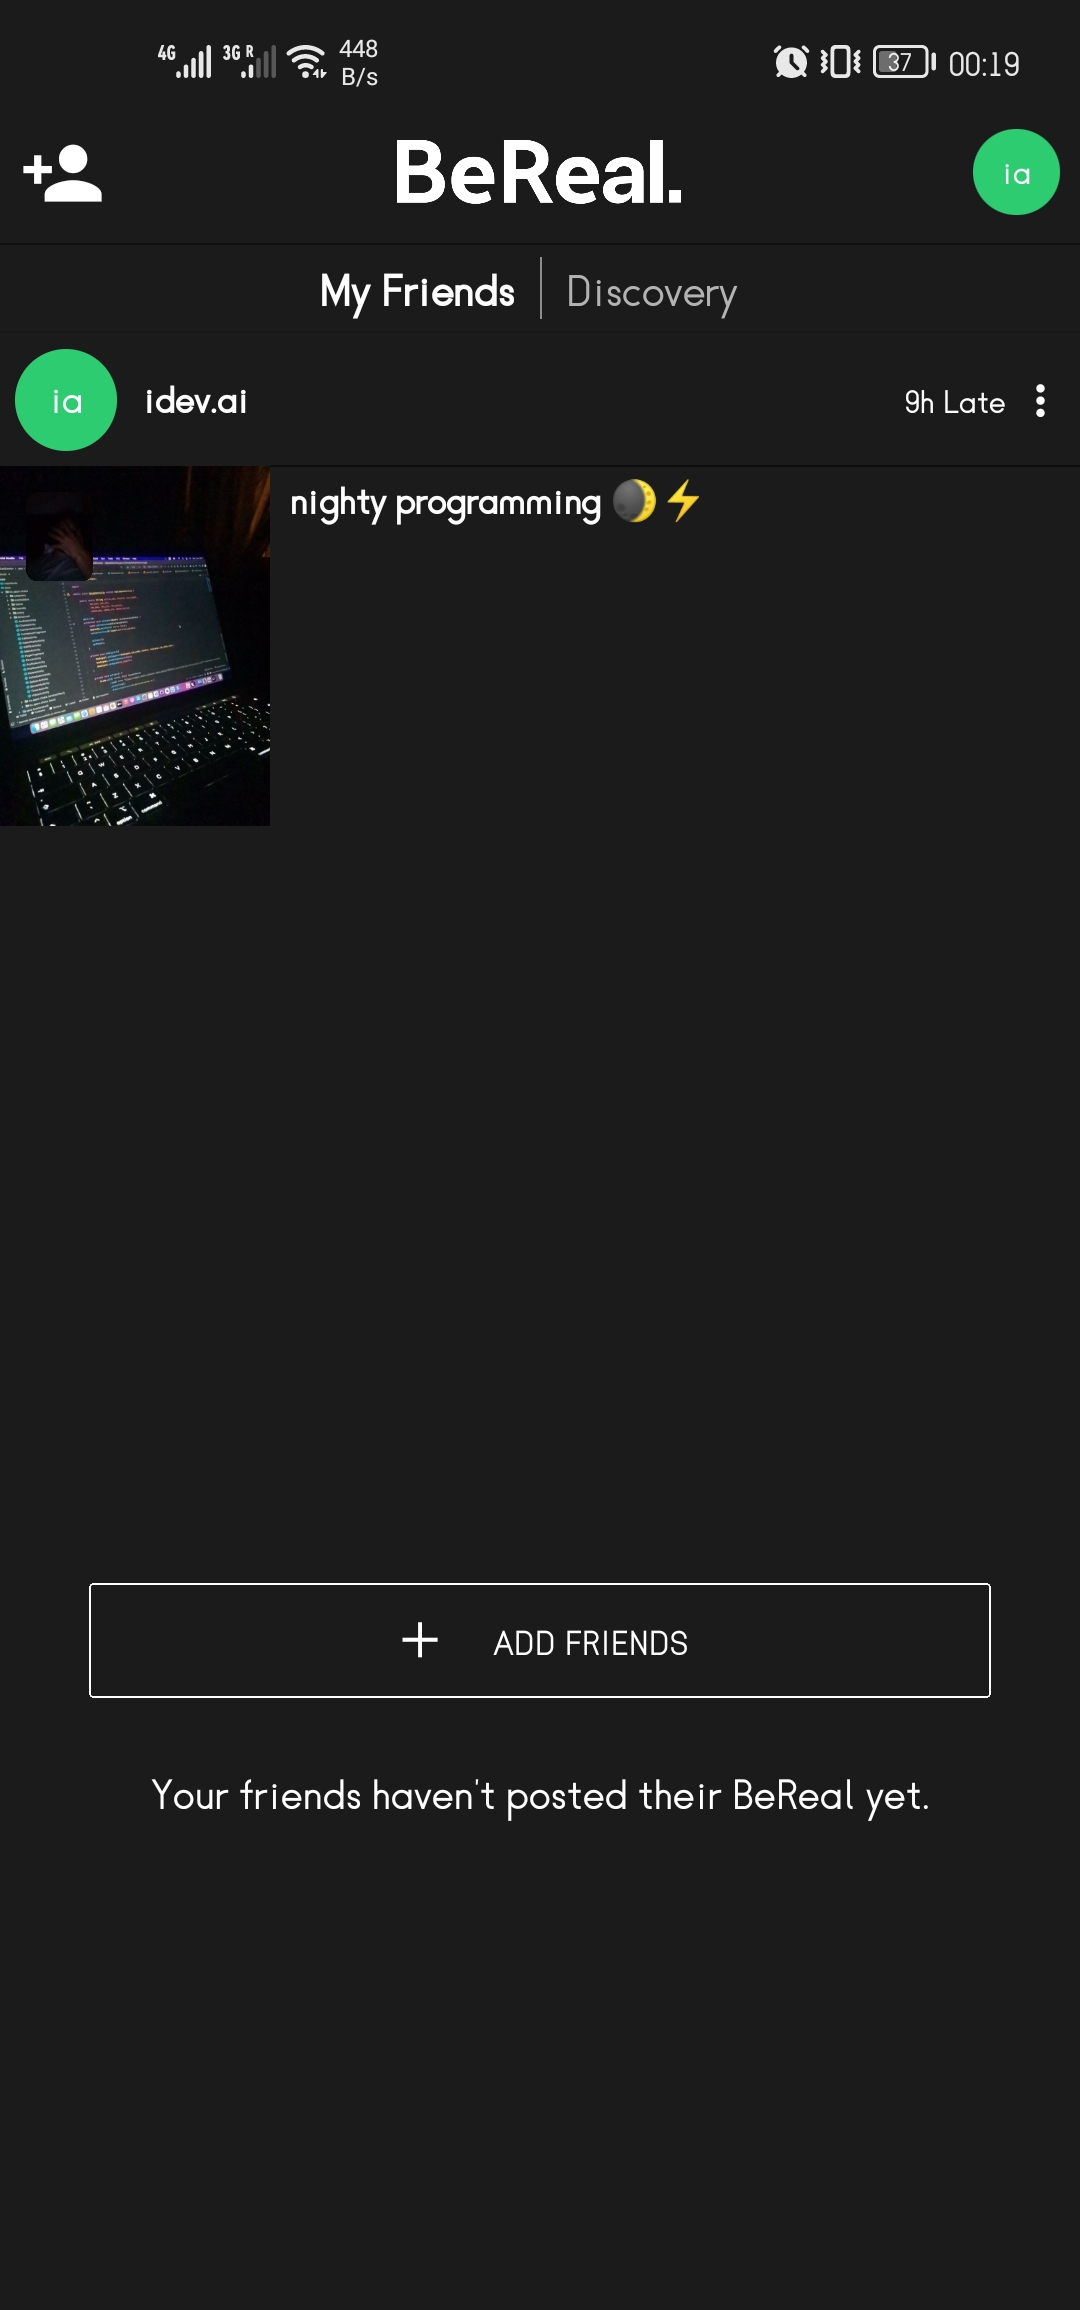 4G 3G R 448 B/s 37 00:19
BeReal. ia
My Friends Discovery
ia idev.ai 9h Late
nighty programming 🌒⚡
ADD FRIENDS
Your friends haven't posted their BeReal yet.